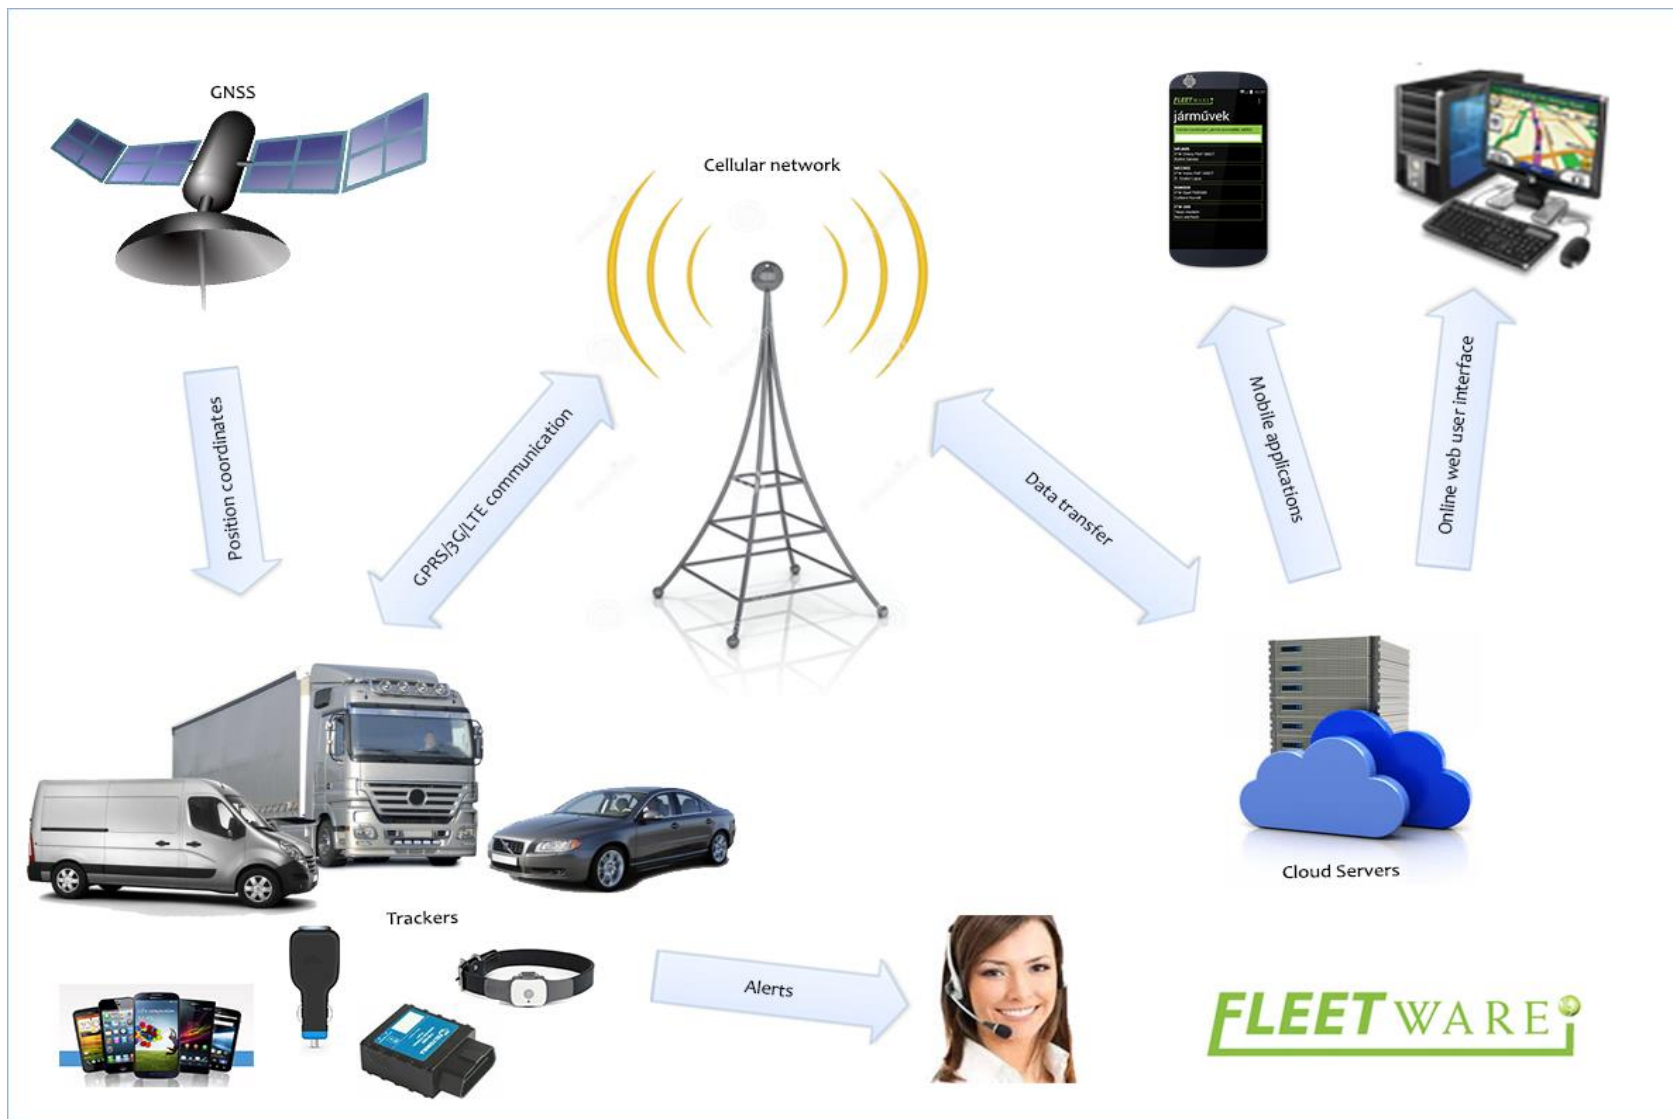 GNSS
Cellular network
FLEETWARE
járművek
Position coordinates
GPRS/3G/LTE communication
Data transfer
Mobile applications
Online web user interface
Cloud Servers
Trackers
Alerts
FLEETWARE